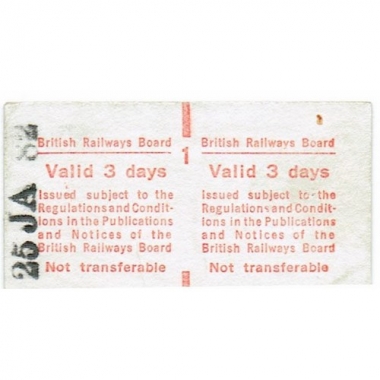 British Railways Board
Valid 3 days
Issued subject to the
Regulations and Condit-
ions in the Publications
and Notices of the
British Railways Board
Not transferable
1
British Railways Board
Valid 3 days
Issued subject to the
Regulations and Condit-
ions in the Publications
and Notices of the
British Railways Board
Not transferable
25 JA 82